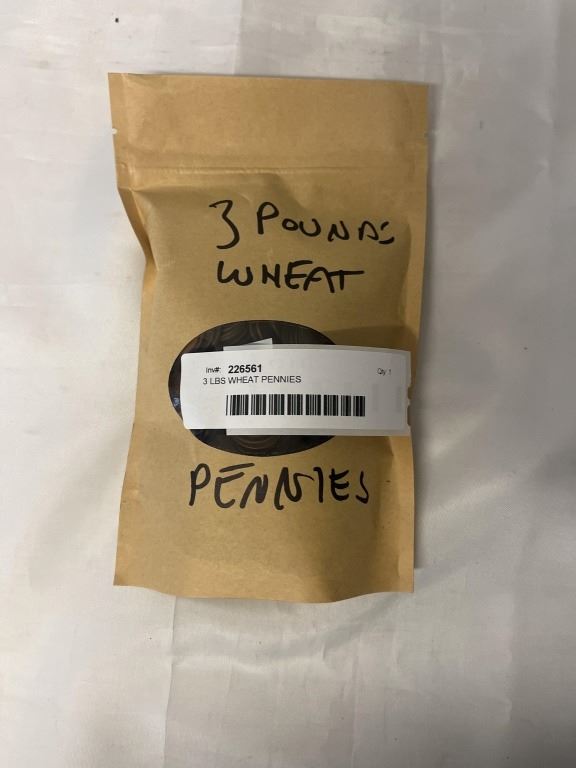 3 POUNDS
WHEAT
Inv#: 226561 Qty 1
3 LBS WHEAT PENNIES
PENNIES